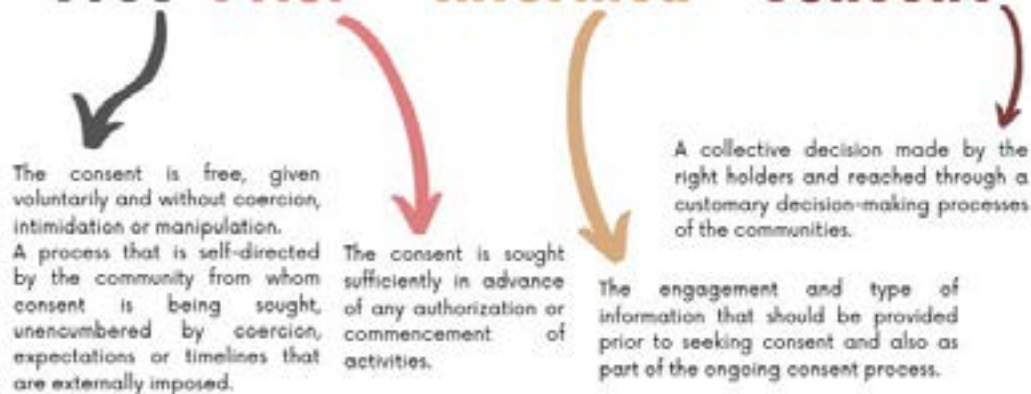 The consent is free, given
voluntarily and without coercion,
intimidation or manipulation.
A process that is self-directed
by the community from whom
consent is being sought,
unencumbered by coercion,
expectations or timelines that
are externally imposed.
The consent is sought
sufficiently in advance
of any authorization or
commencement of
activities.
The engagement and type of
information that should be provided
prior to seeking consent and also as
part of the ongoing consent process.
A collective decision made by the
right holders and reached through a
customary decision-making processes
of the communities.